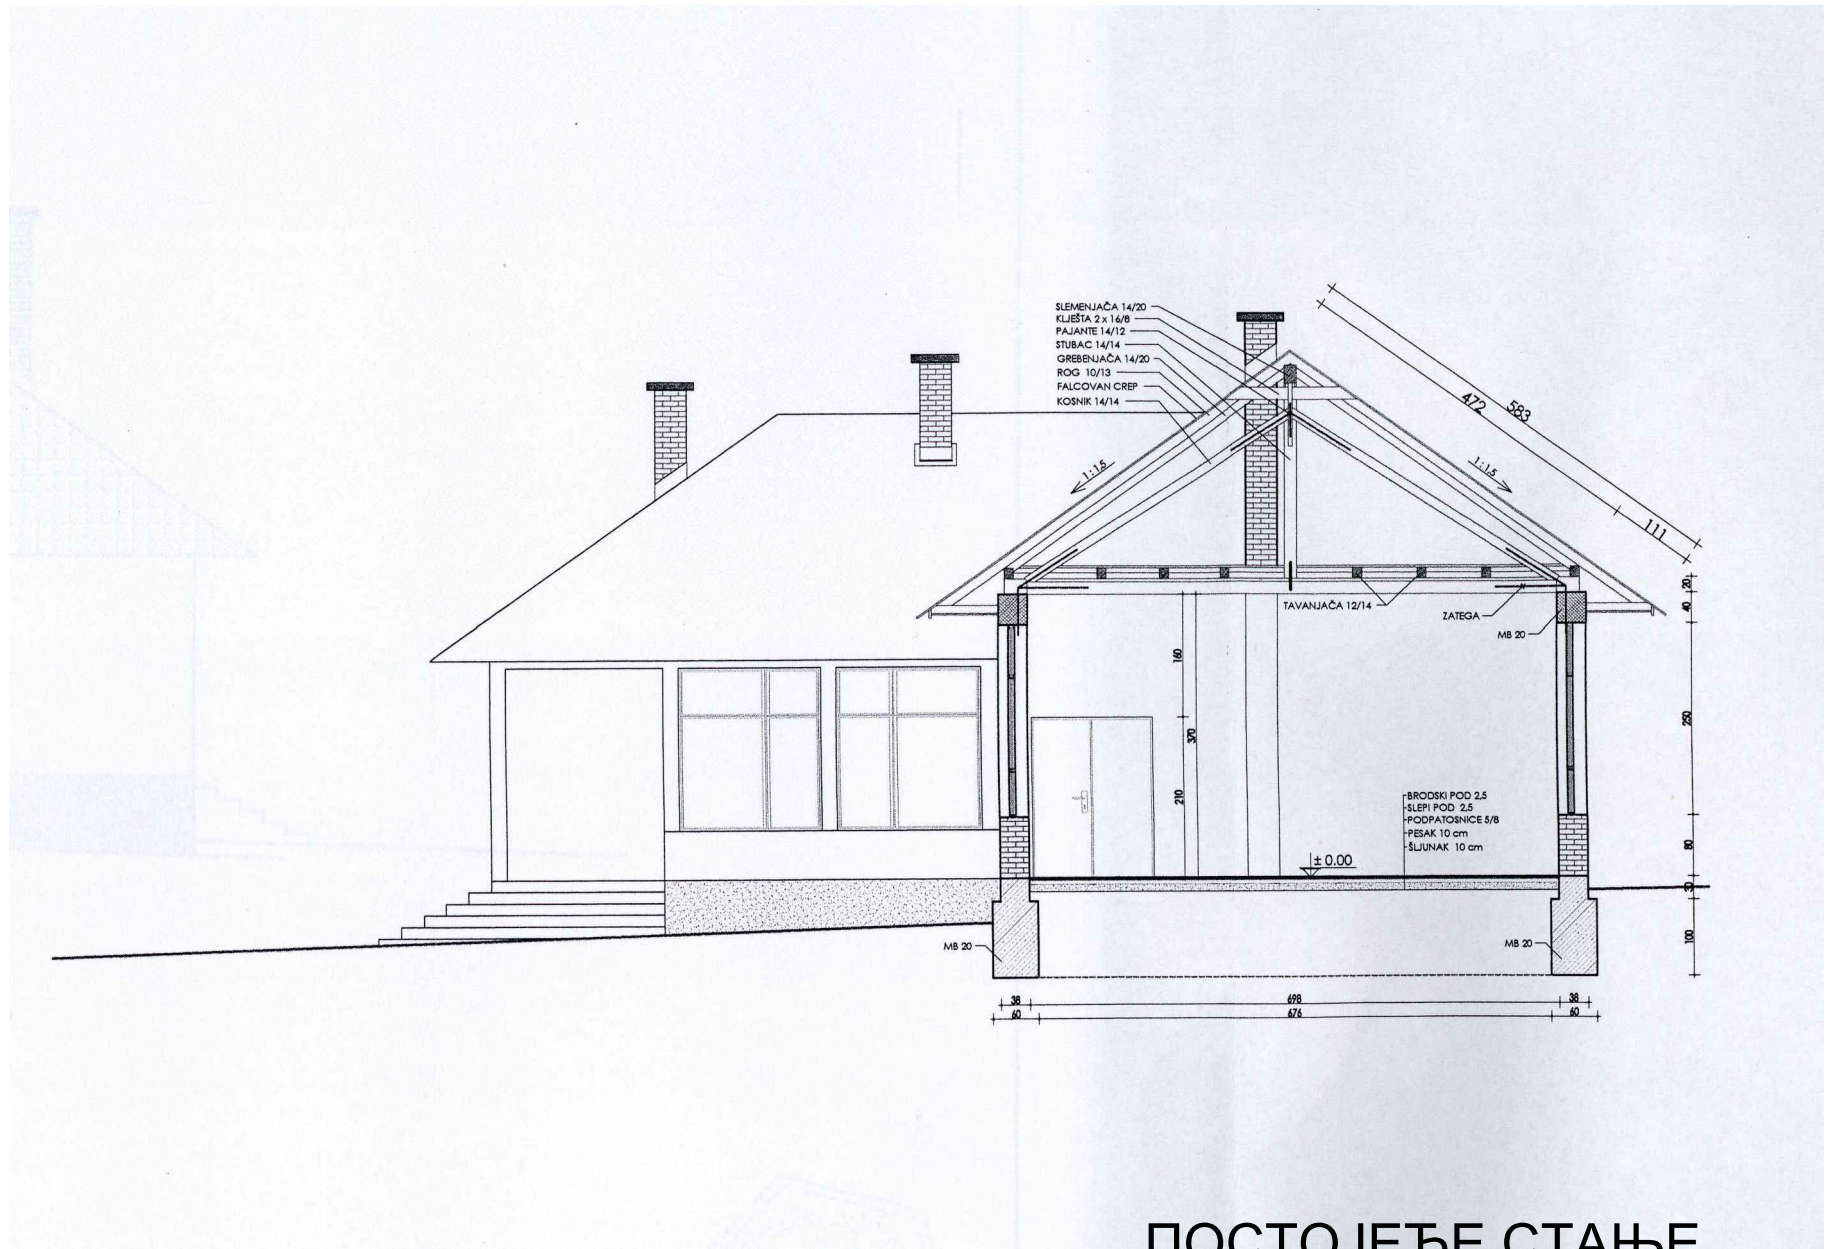 SLEMENJAČA 14/20
KLJEŠTA 2 x 16/8
PAJANTE 14/12
STUBAC 14/14
GREBENJAČA 14/20
ROG 10/13
FALCOVAN CREP
KOSNIK 14/14
472
583
111
1:1,5
1:1,5
TAVANJAČA 12/14
ZATEGA
MB 20
20
40
160
370
210
250
BRODSKI POD 2,5
SLEPI POD 2,5
PODPATOSNICE 5/8
PESAK 10 cm
ŠLJUNAK 10 cm
± 0.00
80
30
100
MB 20
MB 20
38
698
38
60
676
60
ПОСТОЈЕЋЕ СТАЊЕ